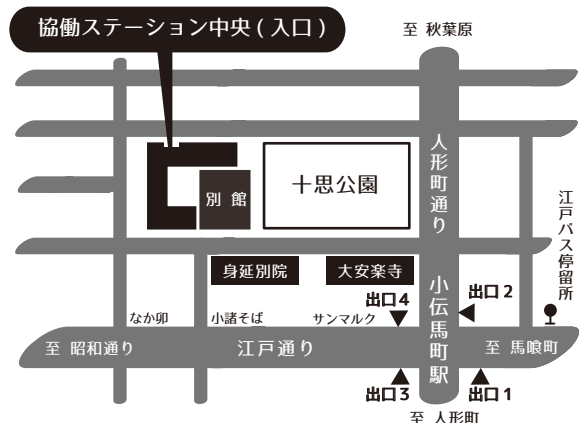 協働ステーション中央 ( 入口 )
至 秋葉原
人形町通り
別 館
十思公園
江戸バス停留所
身延別院
大安楽寺
小伝馬町駅
出口4
出口2
なか卯
小諸そば
サンマルク
至 昭和通り
江戸通り
至 馬喰町
出口3
出口1
至 人形町